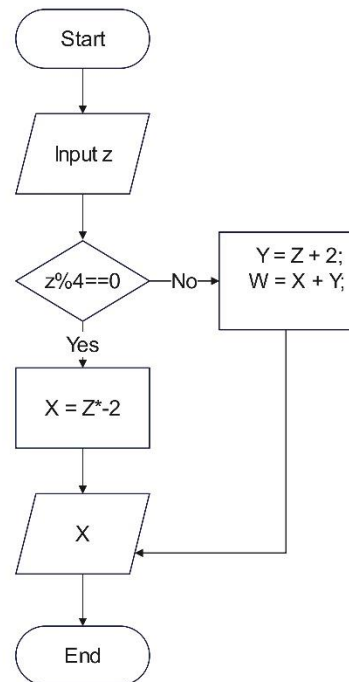 Start
Input z
z%4==0
No
Y = Z + 2;
W = X + Y;
Yes
X = Z*-2
X
End